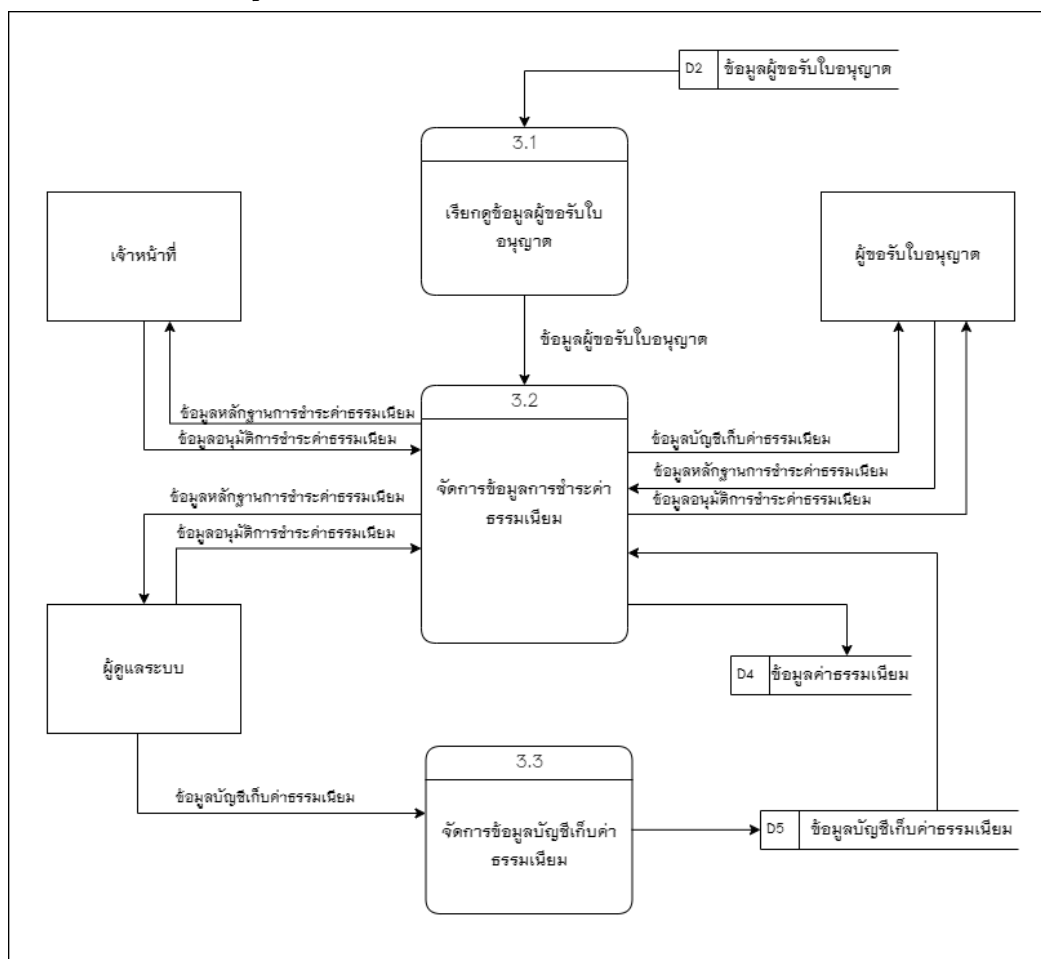 D2 ข้อมูลผู้ขอรับใบอนุญาต
3.1
เรียกดูข้อมูลผู้ขอรับใบ
อนุญาต
เจ้าหน้าที่
ผู้ขอรับใบอนุญาต
ข้อมูลผู้ขอรับใบอนุญาต
3.2
จัดการข้อมูลการชำระค่า
ธรรมเนียม
ข้อมูลหลักฐานการชำระค่าธรรมเนียม
ข้อมูลอนุมัติการชำระค่าธรรมเนียม
ข้อมูลบัญชีเก็บค่าธรรมเนียม
ข้อมูลหลักฐานการชำระค่าธรรมเนียม
ข้อมูลอนุมัติการชำระค่าธรรมเนียม
ข้อมูลหลักฐานการชำระค่าธรรมเนียม
ข้อมูลอนุมัติการชำระค่าธรรมเนียม
ผู้ดูแลระบบ
D4 ข้อมูลค่าธรรมเนียม
3.3
จัดการข้อมูลบัญชีเก็บค่า
ธรรมเนียม
ข้อมูลบัญชีเก็บค่าธรรมเนียม
D5 ข้อมูลบัญชีเก็บค่าธรรมเนียม